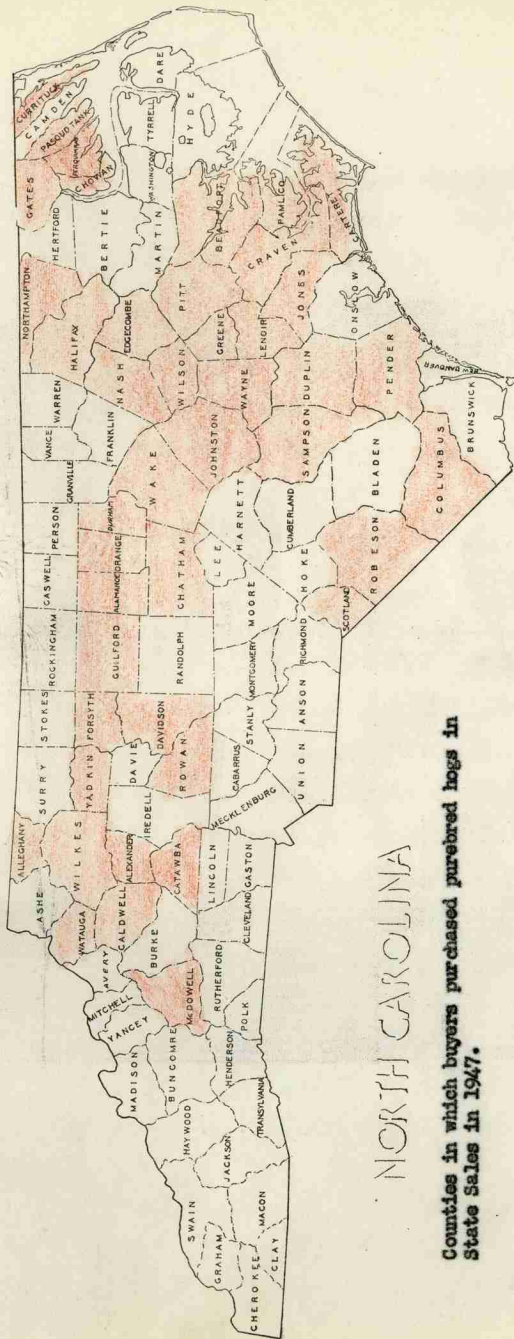 CURRITUCK
CAMDEN
PASQUOTANK
PERQUIMANS
CHOWAN
GATES
HERTFORD
BERTIE
NORTHAMPTON
HALIFAX
WARREN
VANCE
GRANVILLE
PERSON
CASWELL
ROCKINGHAM
STOKES
SURRY
ALLEGHANY
ASHE
WATAUGA
WILKES
YADKIN
FORSYTH
GUILFORD
ALAMANCE
ORANGE
DURHAM
FRANKLIN
NASH
EDGECOMBE
MARTIN
WASHINGTON
TYRRELL
DARE
HYDE
BEAUFORT
PITT
WILSON
WAKE
CHATHAM
RANDOLPH
DAVIDSON
DAVIE
IREDELL
ALEXANDER
CALDWELL
AVERY
MITCHELL
YANCEY
MADISON
BUNCOMBE
McDOWELL
BURKE
CATAWBA
ROWAN
LEE
JOHNSTON
WAYNE
GREENE
LENOIR
CRAVEN
PAMLICO
CARTERET
JONES
ONSLOW
DUPLIN
SAMPSON
HARNETT
CUMBERLAND
MOORE
MONTGOMERY
STANLY
CABARRUS
MECKLENBURG
LINCOLN
GASTON
CLEVELAND
RUTHERFORD
POLK
HENDERSON
TRANSYLVANIA
HAYWOOD
JACKSON
SWAIN
GRAHAM
MACON
CHEROKEE
CLAY
UNION
ANSON
RICHMOND
HOKE
SCOTLAND
ROBESON
BLADEN
PENDER
NEW HANOVER
BRUNSWICK
COLUMBUS
NORTH CAROLINA
Counties in which buyers purchased purebred hogs in
State Sales in 1947.